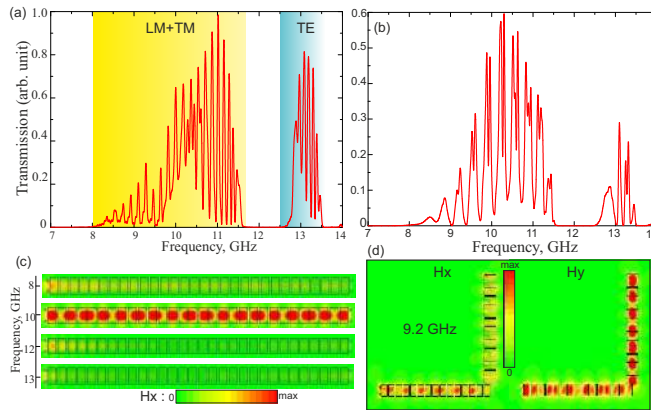 (a)
LM+TM
TE
Transmission (arb. unit)
1.0
0.8
0.6
0.4
0.2
0
7 8 9 10 11 12 13 14
Frequency, GHz
(b)
0.6
0.5
0.4
0.3
0.2
0.1
0.0
7 8 9 10 11 12 13
Frequency, GHz
(c)
Frequency, GHz
8
10
12
13
Hx : 0
max
(d)
Hx
max
0
Hy
9.2 GHz